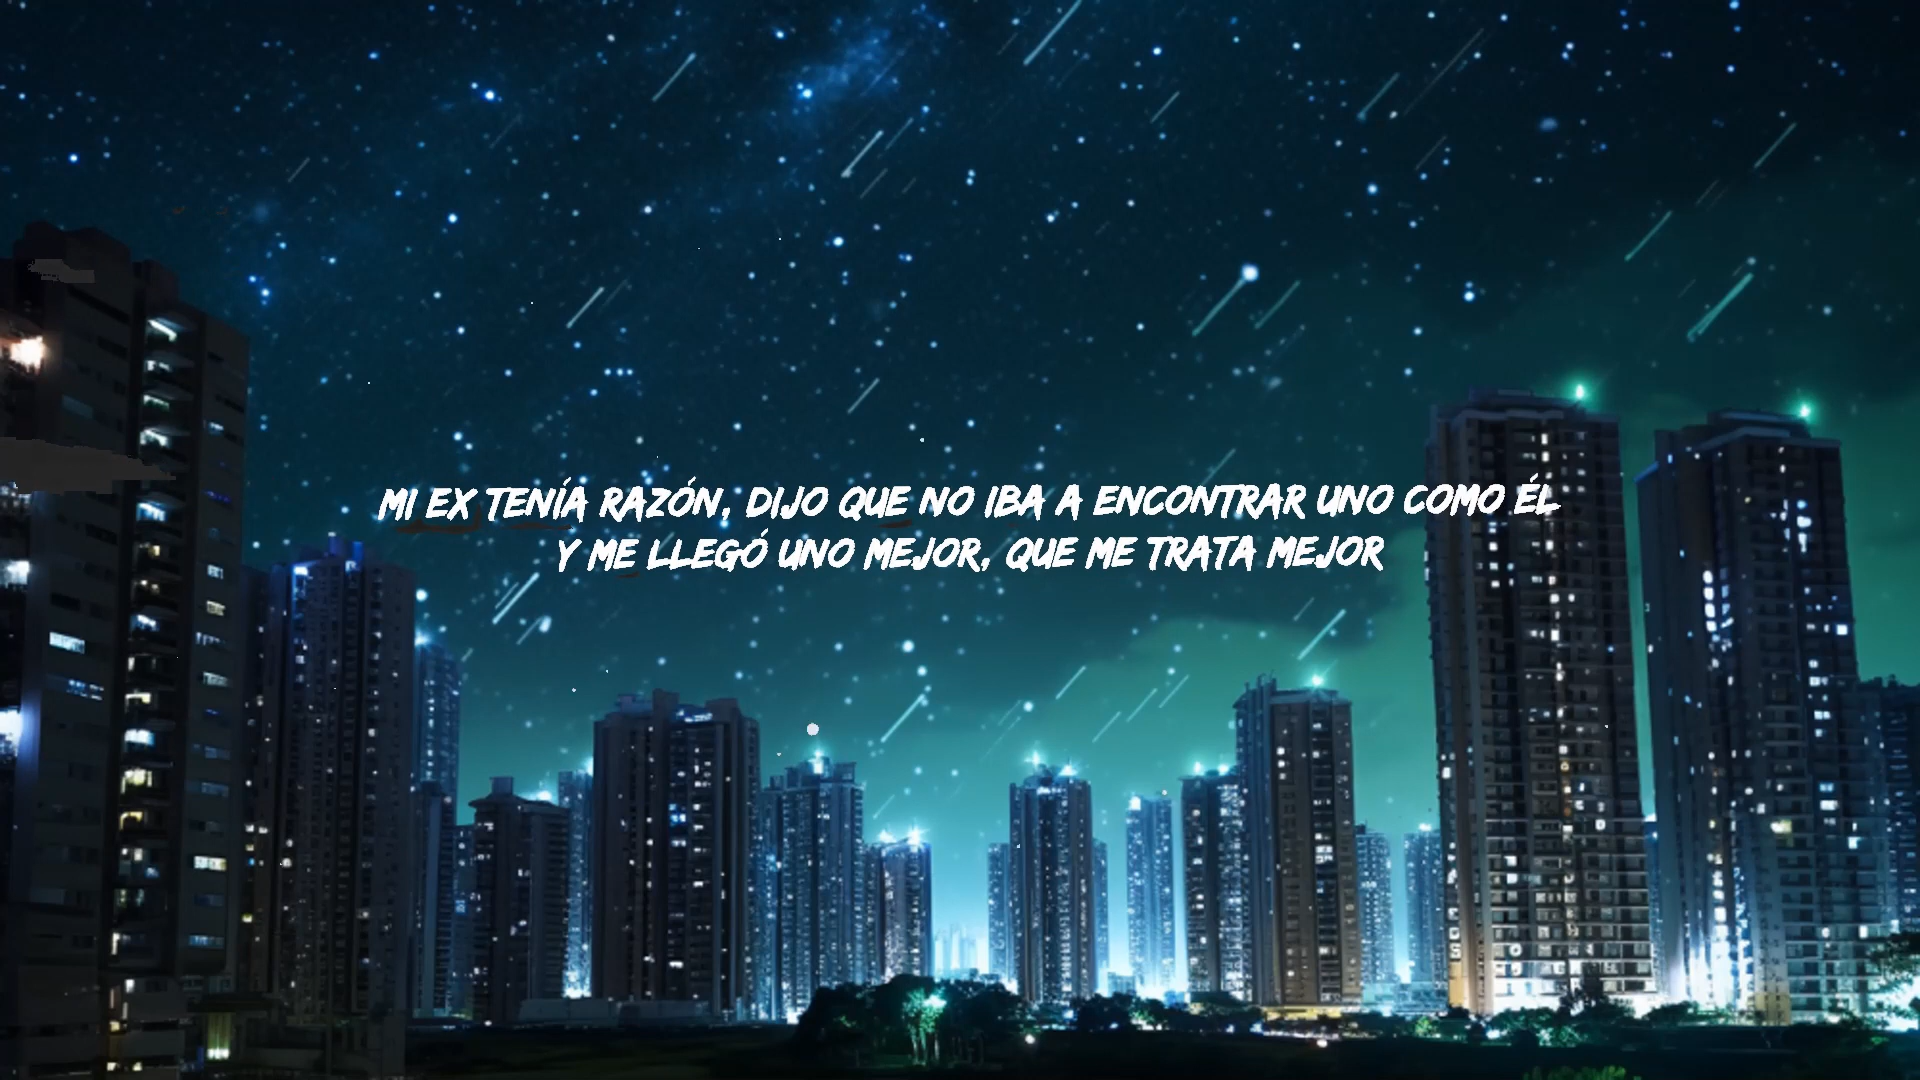 MI EX TENÍA RAZÓN, DIJO QUE NO IBA A ENCONTRAR UNO COMO ÉL
Y ME LLEGÓ UNO MEJOR, QUE ME TRATA MEJOR